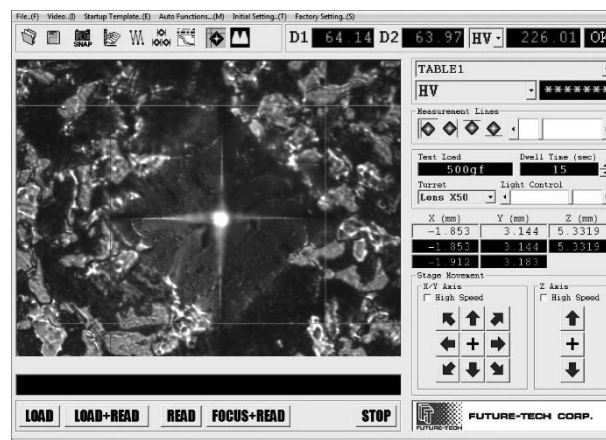 File..(F) Video..(I) Startup Template..(E) Auto Functions...(M) Initial Setting..(T) Factory Setting..(S)
SNAP
D1 64.14 D2 63.97 HV 226.01 OK
TABLE1
HV *******
Measurement Lines
Test Load Dwell Time (sec)
500gf 15
Turret Light Control
Lens X50
X (mm) Y (mm) Z (mm)
-1.853 3.144 5.3319
-1.853 3.144 5.3319
-1.912 3.183
Stage Movement
X/Y Axis Z Axis
High Speed High Speed
LOAD LOAD+READ READ FOCUS+READ STOP
FUTURE-TECH FUTURE-TECH CORP.